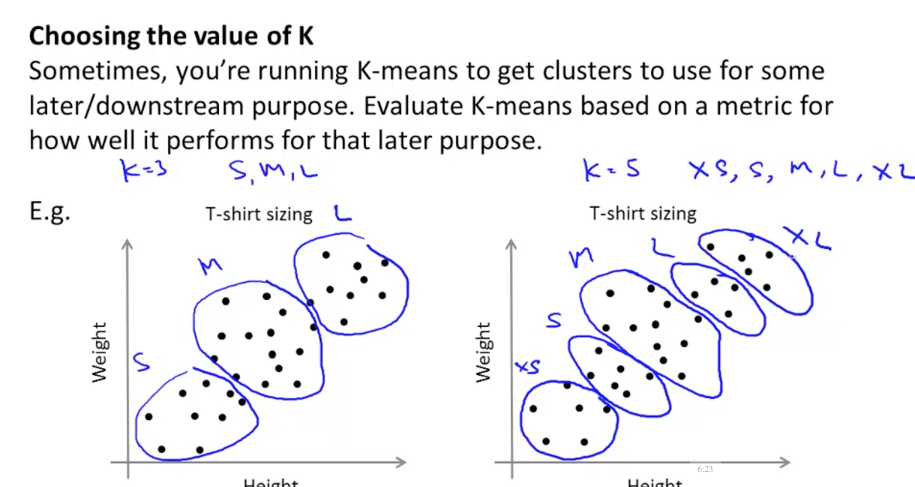 Choosing the value of K
Sometimes, you're running K-means to get clusters to use for some
later/downstream purpose. Evaluate K-means based on a metric for
how well it performs for that later purpose.
K=3 S, M, L
K=5 XS, S, M, L, XL
E.g.
T-shirt sizing L
M
S
Weight
Height
T-shirt sizing
XL
L
M
S
XS
Weight
Height
6:23